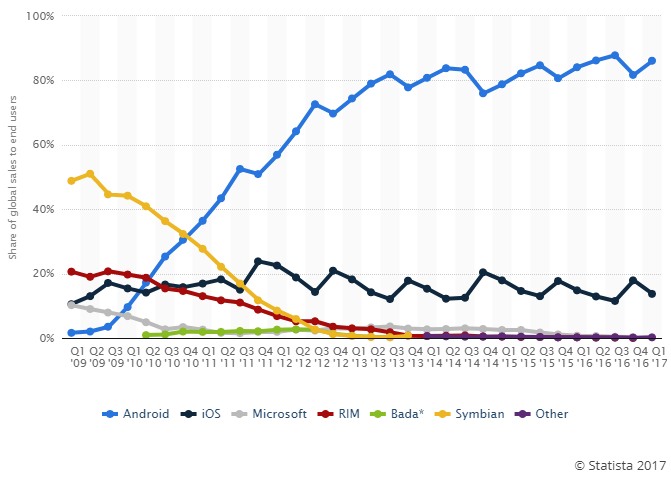 100%
80%
60%
40%
20%
0%
Share of global sales to end users
Q1 Q2 Q3 Q1 Q2 Q3 Q4 Q1 Q2 Q3 Q4 Q1 Q2 Q3 Q4 Q1 Q2 Q3 Q4 Q1 Q2 Q3 Q4 Q1 Q2 Q3 Q4 Q1 Q2 Q3 Q4 Q1
'09 '09 '09 '10 '10 '10 '10 '11 '11 '11 '11 '12 '12 '12 '12 '13 '13 '13 '13 '14 '14 '14 '14 '15 '15 '15 '15 '16 '16 '16 '16 '17
Android iOS Microsoft RIM Bada* Symbian Other
© Statista 2017